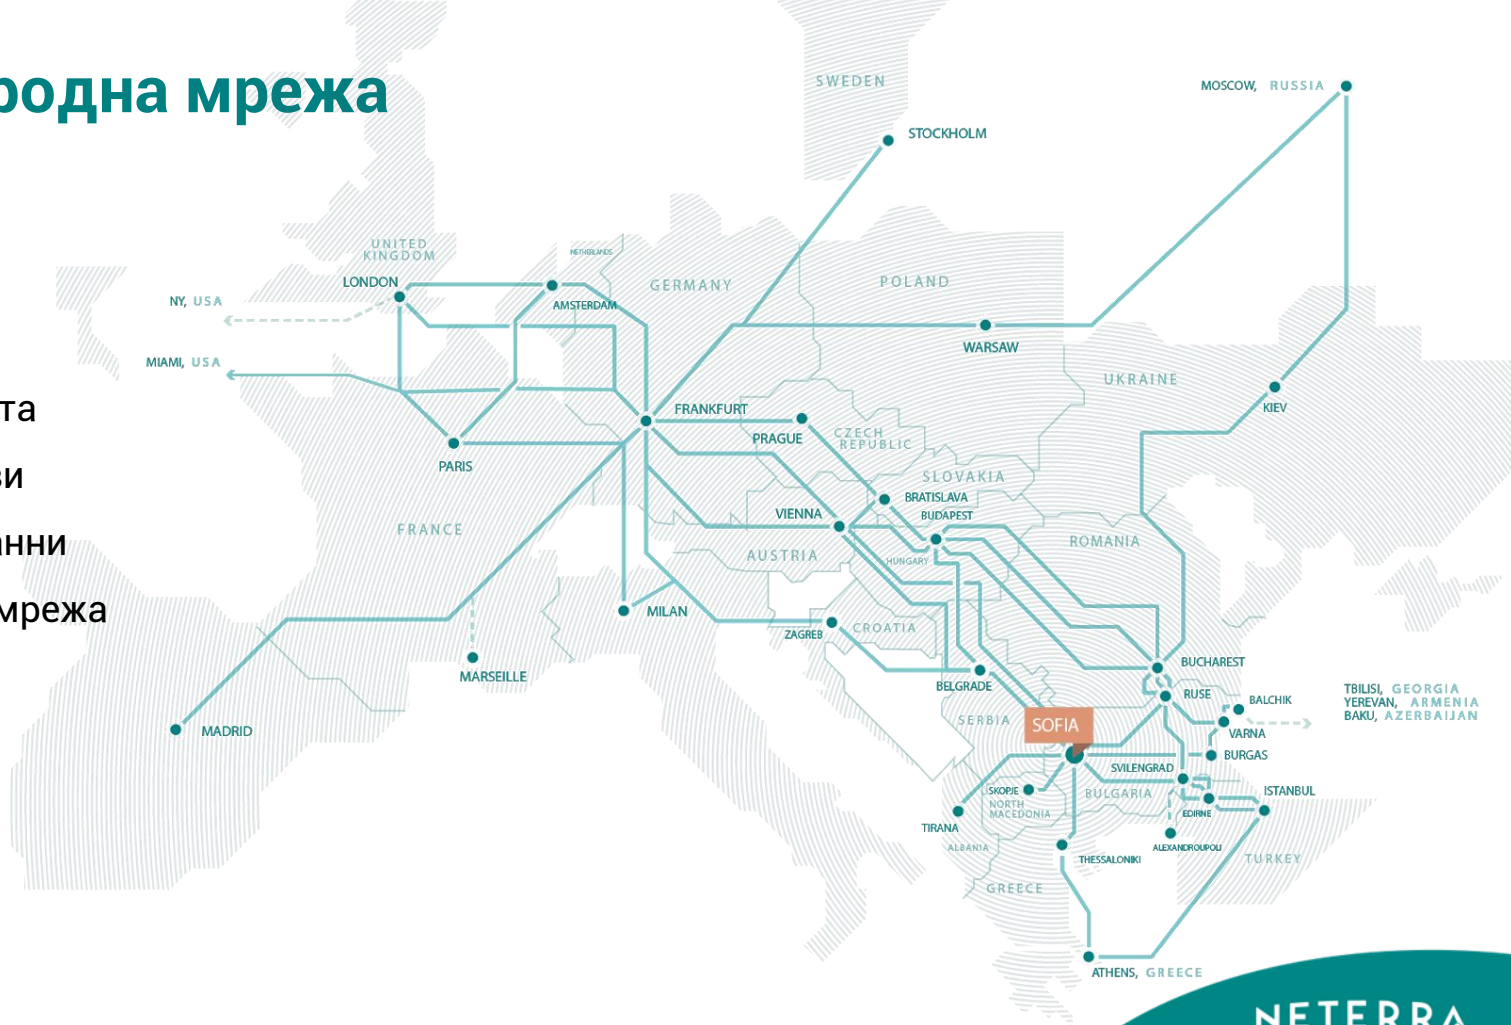 родна мрежа
SWEDEN
MOSCOW, RUSSIA
STOCKHOLM
UNITED
KINGDOM
NETHERLANDS
LONDON
GERMANY
POLAND
NY, USA
AMSTERDAM
WARSAW
MIAMI, USA
UKRAINE
та
FRANKFURT
KIEV
PRAGUE
CZECH
REPUBLIC
PARIS
ви
SLOVAKIA
BRATISLAVA
VIENNA
BUDAPEST
FRANCE
анни
ROMANIA
AUSTRIA
HUNGARY
мрежа
MILAN
ZAGREB
CROATIA
BUCHAREST
MARSEILLE
BELGRADE
RUSE
BALCHIK
TBILISI, GEORGIA
YEREVAN, ARMENIA
BAKU, AZERBAIJAN
SERBIA
SOFIA
MADRID
VARNA
BURGAS
SVILENGRAD
SKOPJE
BULGARIA
ISTANBUL
NORTH
MACEDONIA
EDIRNE
TIRANA
ALBANIA
ALEXANDROUPOLI
THESSALONIKI
TURKEY
GREECE
ATHENS, GREECE
NETERRA